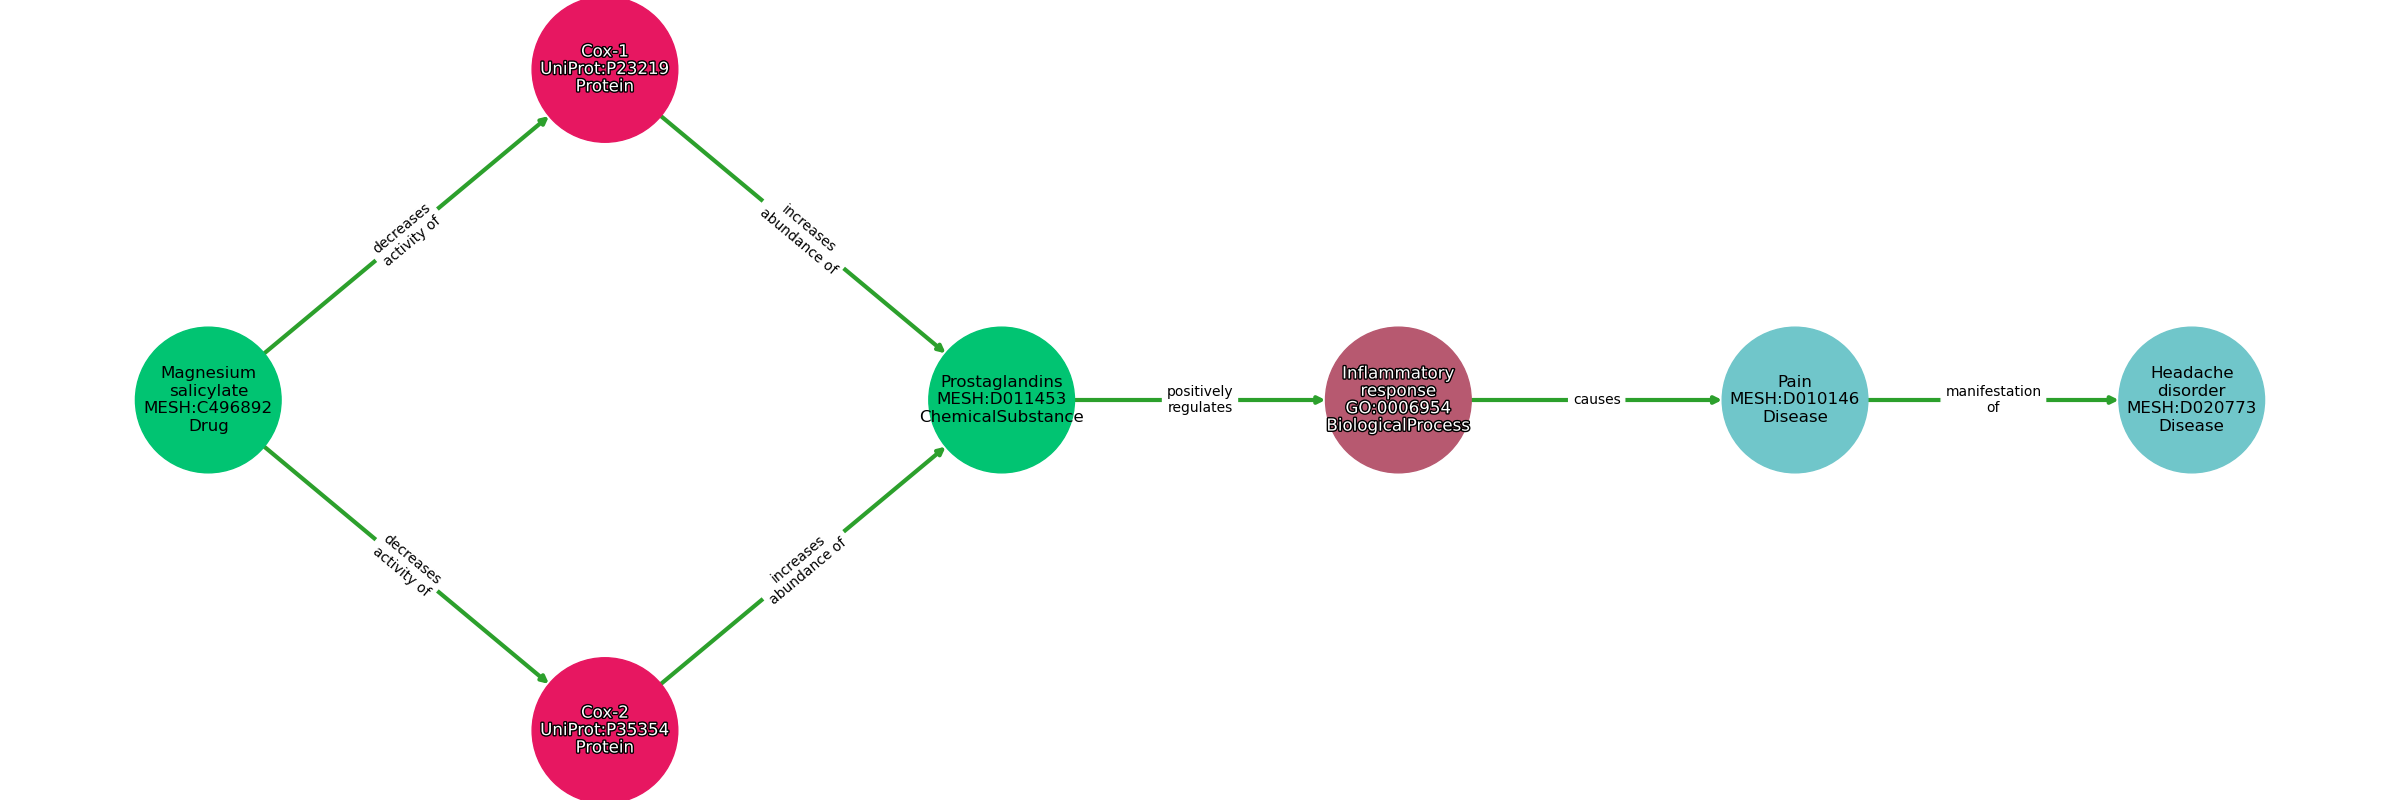 Cox-1
UniProt:P23219
Protein
decreases
activity of
increases
abundance of
Magnesium
salicylate
MESH:C496892
Drug
Prostaglandins
MESH:D011453
ChemicalSubstance
positively
regulates
Inflammatory
response
GO:0006954
BiologicalProcess
causes
Pain
MESH:D010146
Disease
manifestation
of
Headache
disorder
MESH:D020773
Disease
decreases
activity of
increases
abundance of
Cox-2
UniProt:P35354
Protein